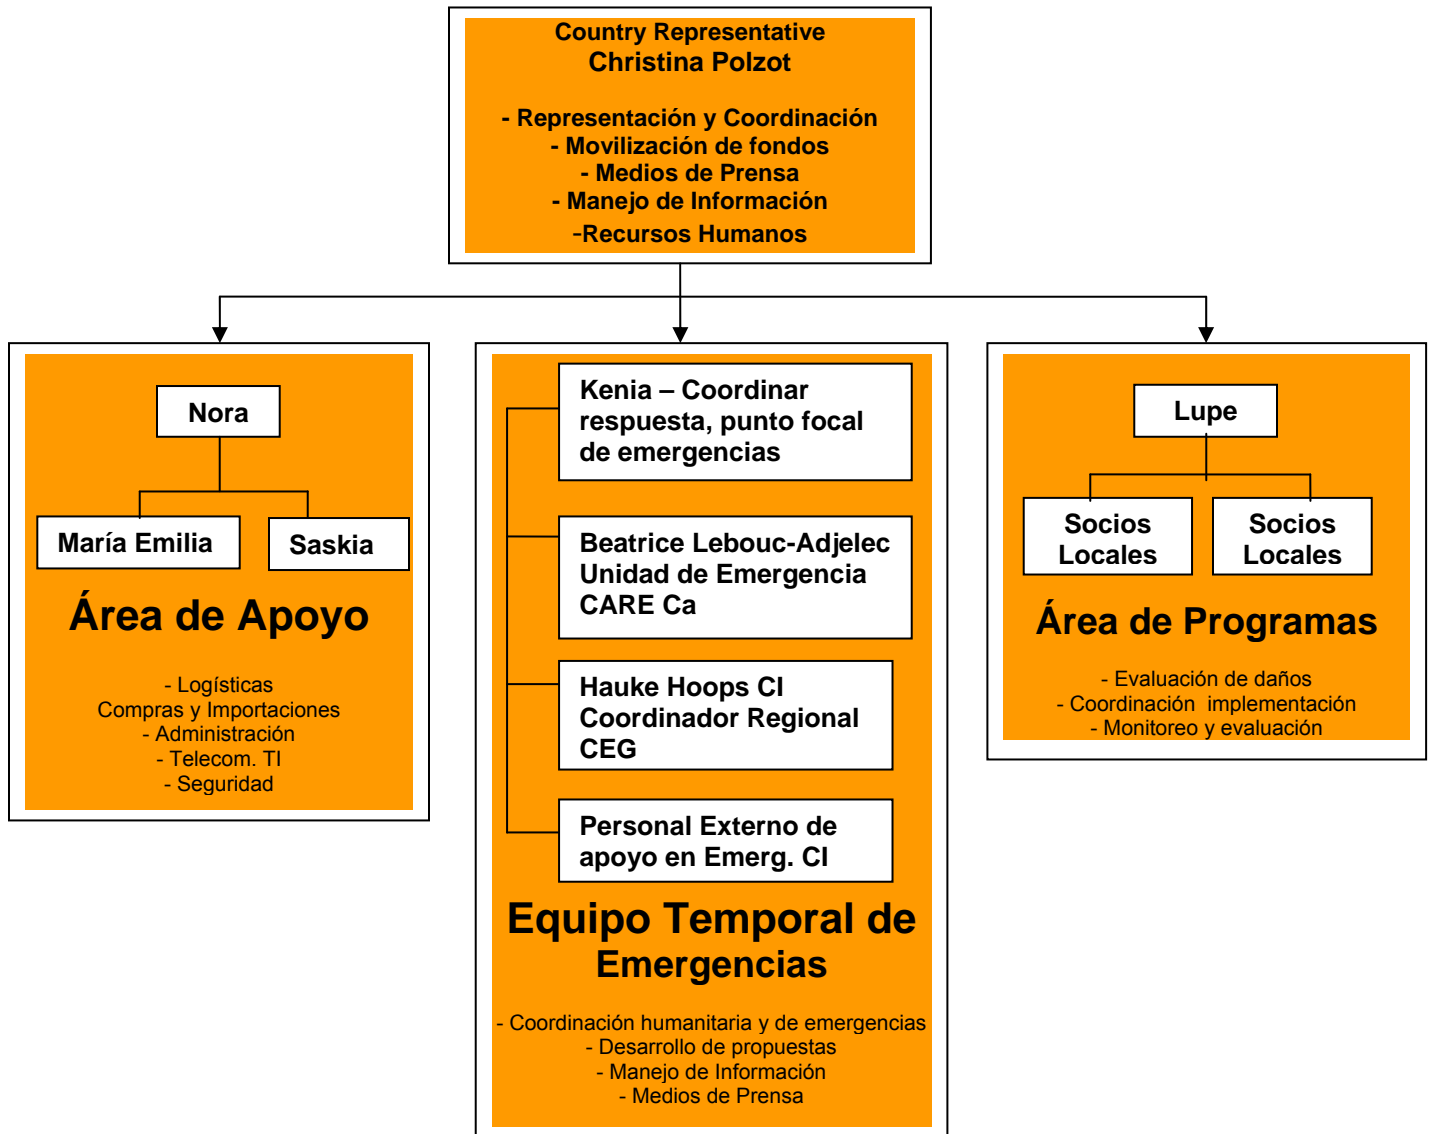 Country Representative
Christina Polzot
- Representación y Coordinación
- Movilización de fondos
- Medios de Prensa
- Manejo de Información
-Recursos Humanos
Nora
María Emilia
Saskia
Área de Apoyo
- Logísticas
Compras y Importaciones
- Administración
- Telecom. TI
- Seguridad
Kenia – Coordinar
respuesta, punto focal
de emergencias
Beatrice Lebouc-Adjelec
Unidad de Emergencia
CARE Ca
Hauke Hoops CI
Coordinador Regional
CEG
Personal Externo de
apoyo en Emerg. CI
Equipo Temporal de
Emergencias
- Coordinación humanitaria y de emergencias
- Desarrollo de propuestas
- Manejo de Información
- Medios de Prensa
Lupe
Socios
Locales
Socios
Locales
Área de Programas
- Evaluación de daños
- Coordinación  implementación
- Monitoreo y evaluación